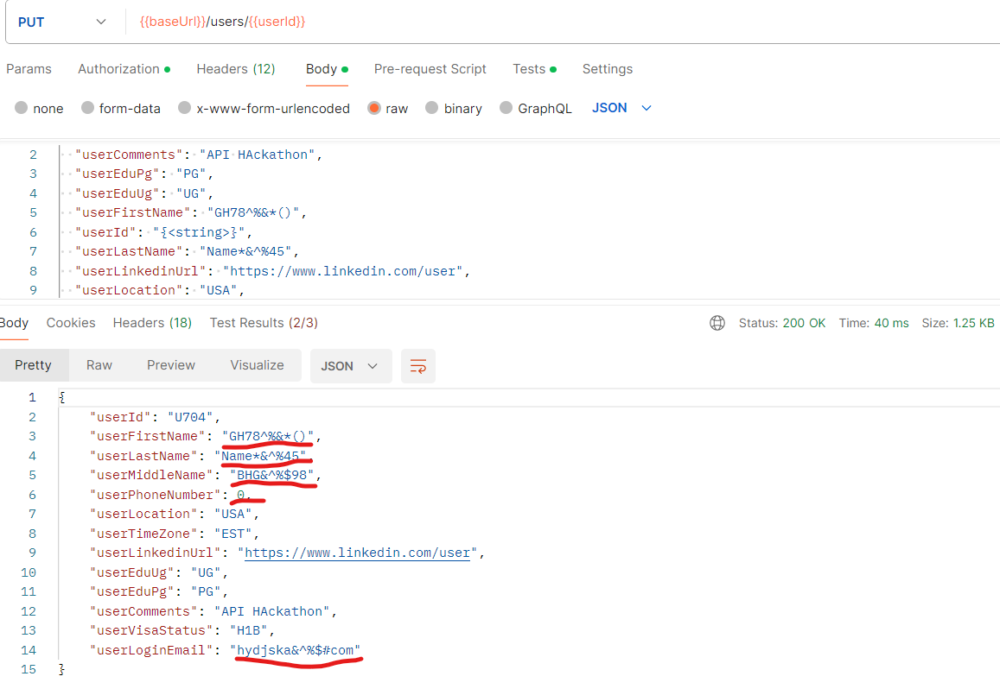 PUT {{baseUrl}}/users/{{userId}}
Params Authorization Headers (12) Body Pre-request Script Tests Settings
none form-data x-www-form-urlencoded raw binary GraphQL JSON
2 "userComments": "API HAckathon",
3 "userEduPg": "PG",
4 "userEduUg": "UG",
5 "userFirstName": "GH78^%&*()",
6 "userId": "{<string>}",
7 "userLastName": "Name*&^%45",
8 "userLinkedinUrl": "https://www.linkedin.com/user",
9 "userLocation": "USA",
Body Cookies Headers (18) Test Results (2/3) Status: 200 OK Time: 40 ms Size: 1.25 KB
Pretty Raw Preview Visualize JSON
1 {
2 "userId": "U704",
3 "userFirstName": "GH78^%&*()",
4 "userLastName": "Name*&^%45",
5 "userMiddleName": "BHG&^%$98",
6 "userPhoneNumber": 0,
7 "userLocation": "USA",
8 "userTimeZone": "EST",
9 "userLinkedinUrl": "https://www.linkedin.com/user",
10 "userEduUg": "UG",
11 "userEduPg": "PG",
12 "userComments": "API HAckathon",
13 "userVisaStatus": "H1B",
14 "userLoginEmail": "hydjska&^%$#com"
15 }